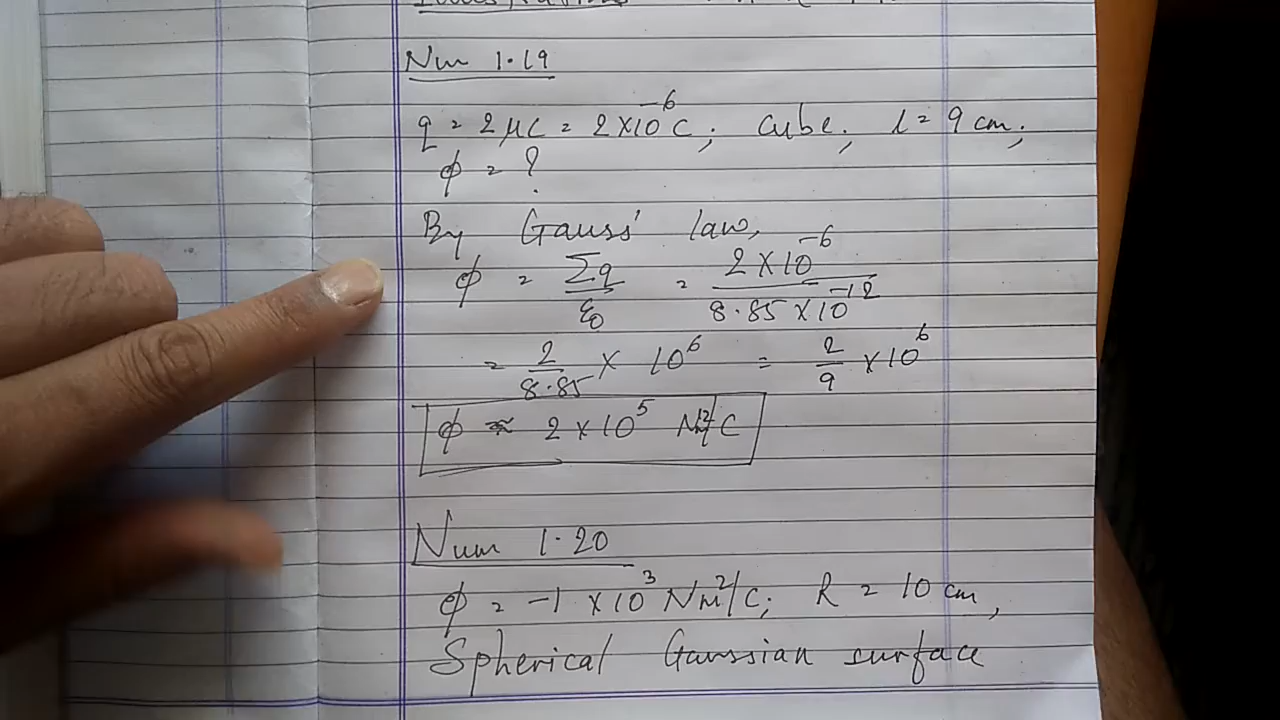 Num 1.19
q = 2 μC = 2×10⁻⁶ C; Cube; l = 9 cm;
ϕ = ?
By Gauss' law,
ϕ = Σq/ε₀ = 2×10⁻⁶/8.85×10⁻¹²
= 2/8.85 × 10⁶ = 2/9 × 10⁶
ϕ ≈ 2×10⁵ Nm²/C
Num 1.20
ϕ = -1×10³ Nm²/C; R = 10 cm,
Spherical Gaussian surface